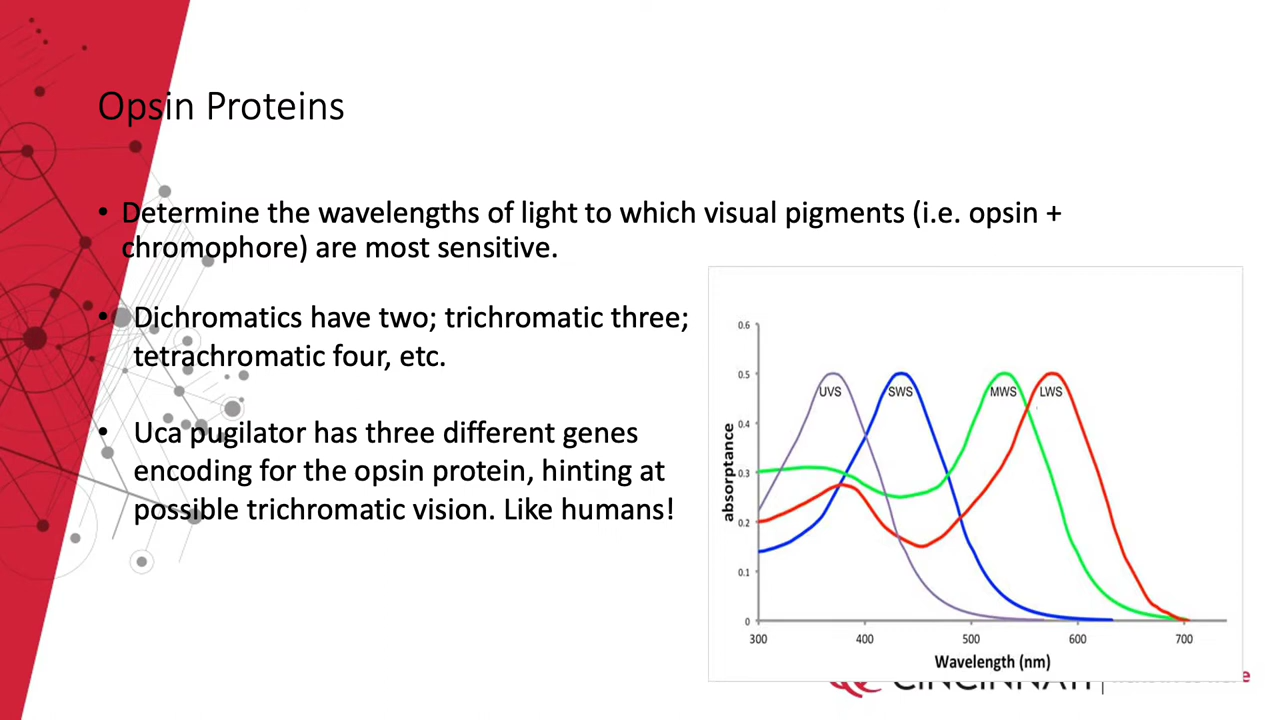 Opsin Proteins
• Determine the wavelengths of light to which visual pigments (i.e. opsin +
chromophore) are most sensitive.
• Dichromatics have two; trichromatic three;
tetrachromatic four, etc.
• Uca pugilator has three different genes
encoding for the opsin protein, hinting at
possible trichromatic vision. Like humans!
0.6
0.5
0.4
0.3
0.2
0.1
0
absorptance
UVS
SWS
MWS
LWS
300
400
500
600
700
Wavelength (nm)
CINCINNATI